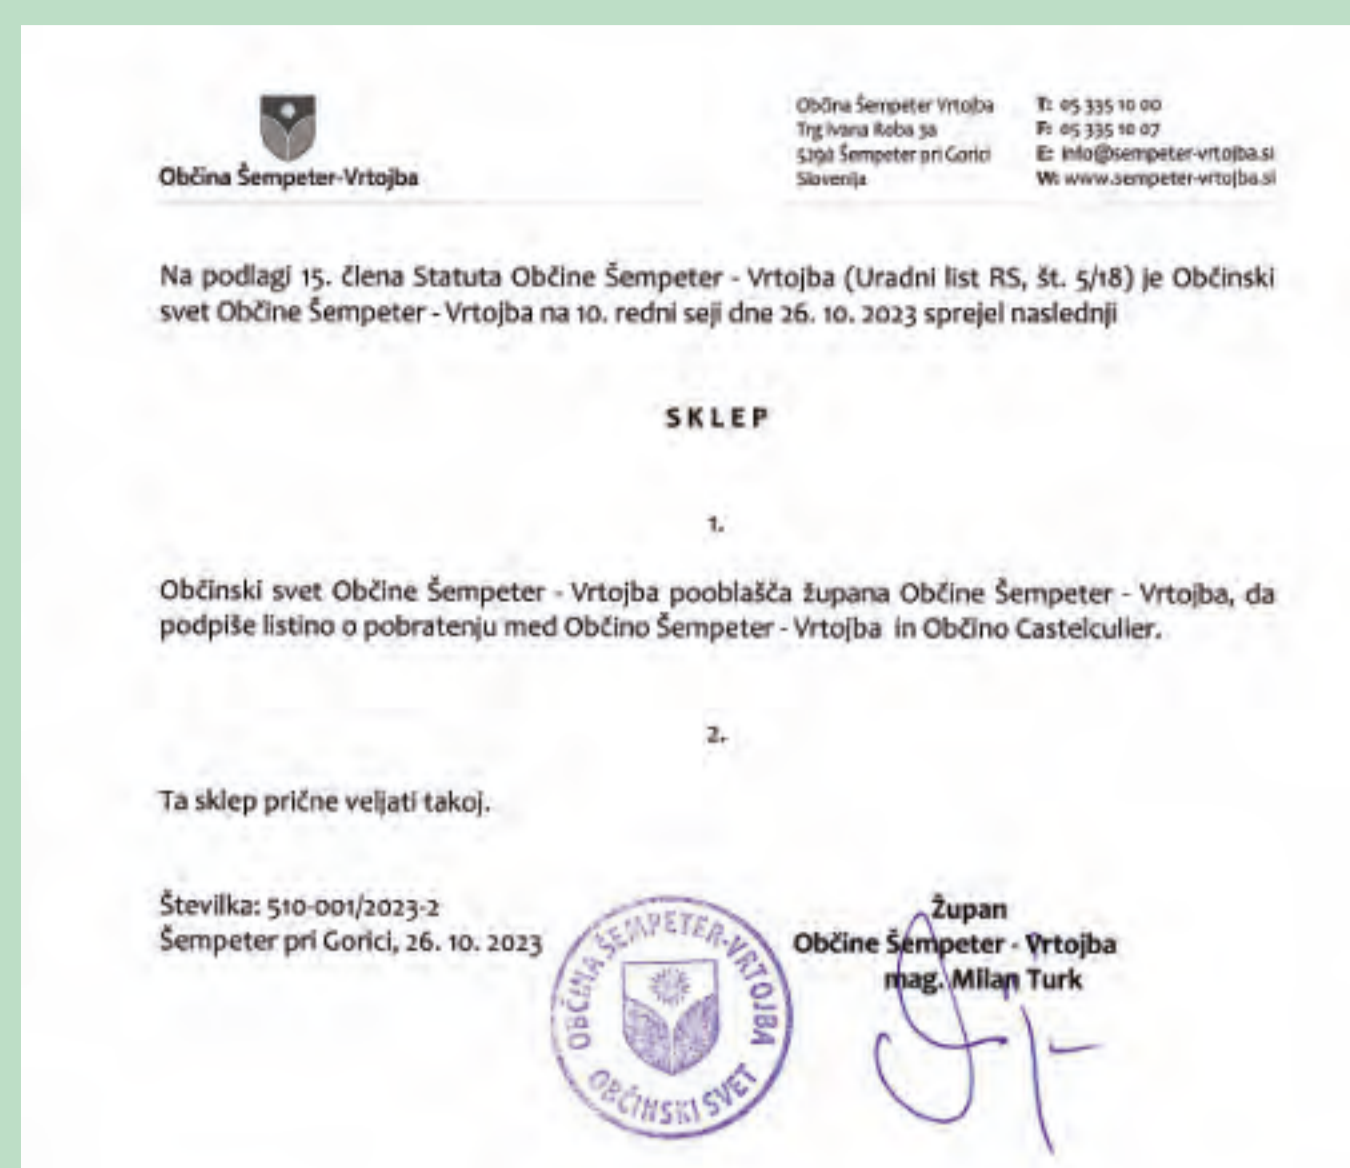 Občina Šempeter-Vrtojba
Občina Šempeter Vrtojba
Trg Ivana Roba 3a
5290 Šempeter pri Gorici
Slovenija
T: 05 335 10 00
F: 05 335 10 07
E: info@sempeter-vrtojba.si
W: www.sempeter-vrtojba.si
Na podlagi 15. člena Statuta Občine Šempeter - Vrtojba (Uradni list RS, št. 5/18) je Občinski
svet Občine Šempeter - Vrtojba na 10. redni seji dne 26. 10. 2023 sprejel naslednji
SKLEP
1.
Občinski svet Občine Šempeter - Vrtojba pooblašča župana Občine Šempeter - Vrtojba, da
podpiše listino o pobratenju med Občino Šempeter - Vrtojba in Občino Castelculier.
2.
Ta sklep prične veljati takoj.
Številka: 510-001/2023-2
Šempeter pri Gorici, 26. 10. 2023
OBČINA ŠEMPETER-VRTOJBA
OBČINSKI SVET
Župan
Občine Šempeter - Vrtojba
mag. Milan Turk